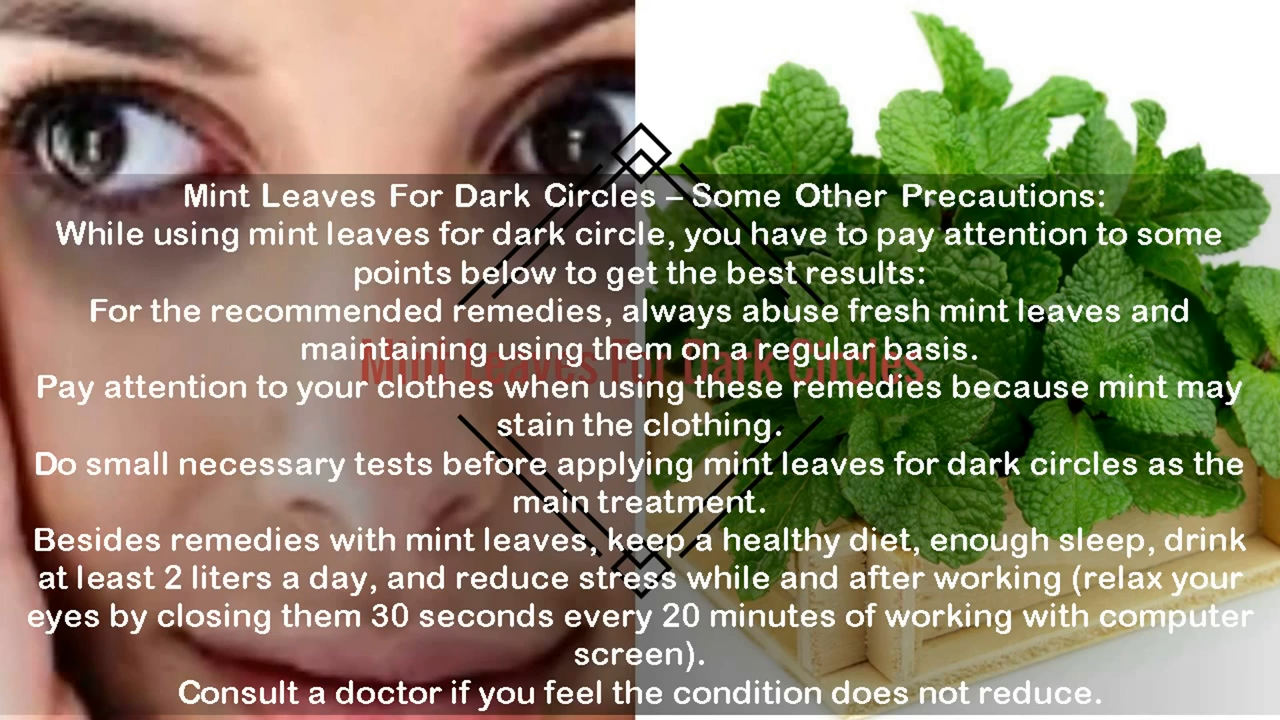 Mint Leaves For Dark Circles – Some Other Precautions:
While using mint leaves for dark circle, you have to pay attention to some
points below to get the best results:
For the recommended remedies, always abuse fresh mint leaves and
maintaining using them on a regular basis.
Mint Leaves For Dark Circles
Pay attention to your clothes when using these remedies because mint may
stain the clothing.
Do small necessary tests before applying mint leaves for dark circles as the
main treatment.
Besides remedies with mint leaves, keep a healthy diet, enough sleep, drink
at least 2 liters a day, and reduce stress while and after working (relax your
eyes by closing them 30 seconds every 20 minutes of working with computer
screen).
Consult a doctor if you feel the condition does not reduce.